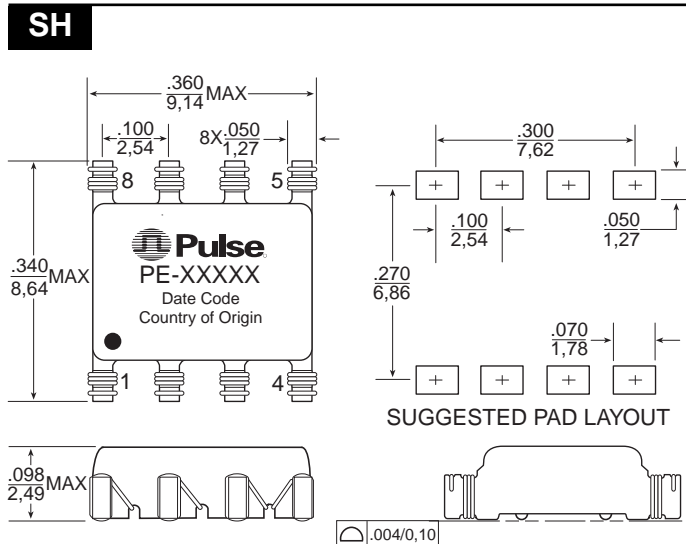 SH
.360
9,14 MAX
.100
2,54
8X .050
1,27
8
5
.340
8,64 MAX
Pulse
PE-XXXXX
Date Code
Country of Origin
1
4
.300
7,62
.100
2,54
.050
1,27
.270
6,86
.070
1,78
SUGGESTED PAD LAYOUT
.098
2,49 MAX
.004/0,10